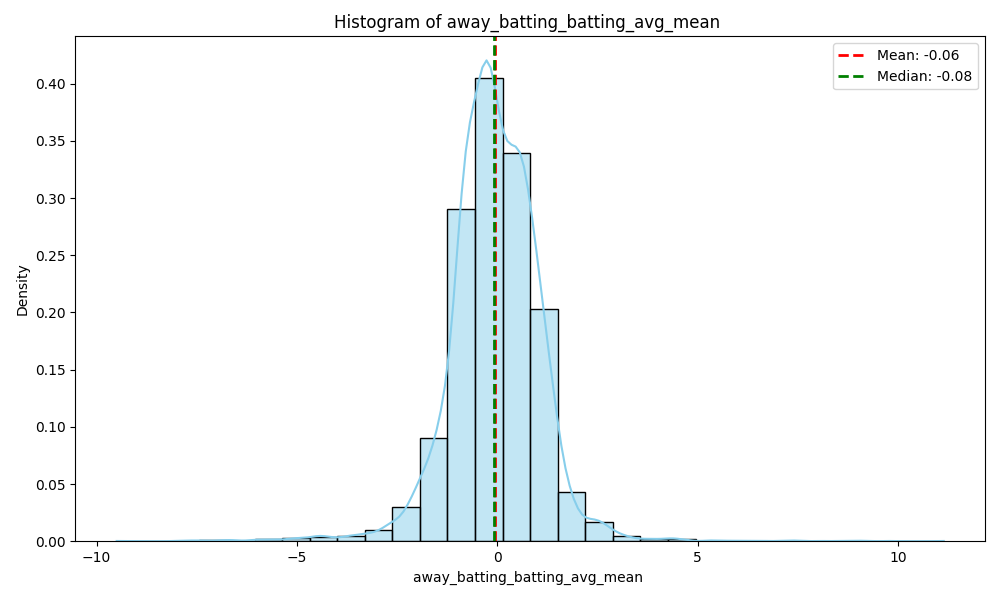 Histogram of away_batting_batting_avg_mean
Mean: -0.06
Median: -0.08
Density
0.40
0.35
0.30
0.25
0.20
0.15
0.10
0.05
0.00
−10
−5
0
5
10
away_batting_batting_avg_mean